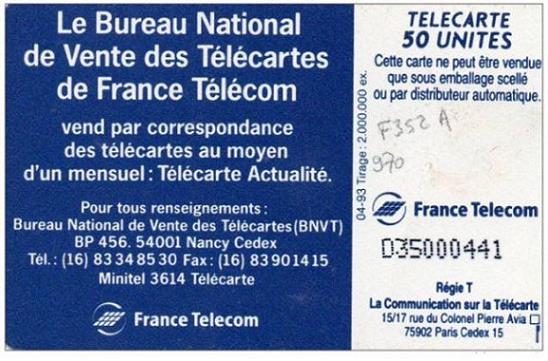 Le Bureau National
de Vente des Télécartes
de France Télécom
vend par correspondance
des télécartes au moyen
d'un mensuel : Télécarte Actualité.
Pour tous renseignements :
Bureau National de Vente des Télécartes (BNVT)
BP 456. 54001 Nancy Cedex
Tél. : (16) 83 34 85 30 Fax : (16) 83 90 14 15
Minitel 3614 Télécarte
France Telecom
TELECARTE
50 UNITES
Cette carte ne peut être vendue
que sous emballage scellé
ou par distributeur automatique.
04-93 Tirage : 2.000.000 ex.
F352 A
970
France Telecom
D35000441
Régie T
La Communication sur la Télécarte
15/17 rue du Colonel Pierre Avia
75902 Paris Cedex 15